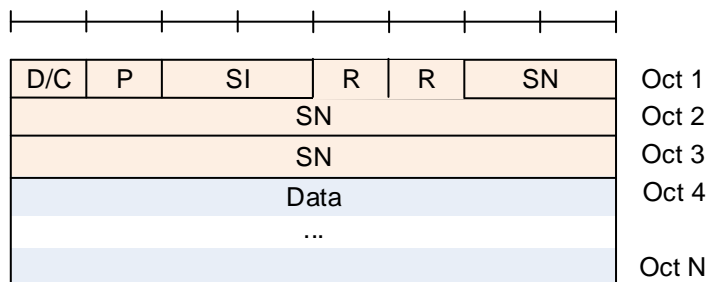 D/C P SI R R SN Oct 1
SN Oct 2
SN Oct 3
Data Oct 4
...
Oct N